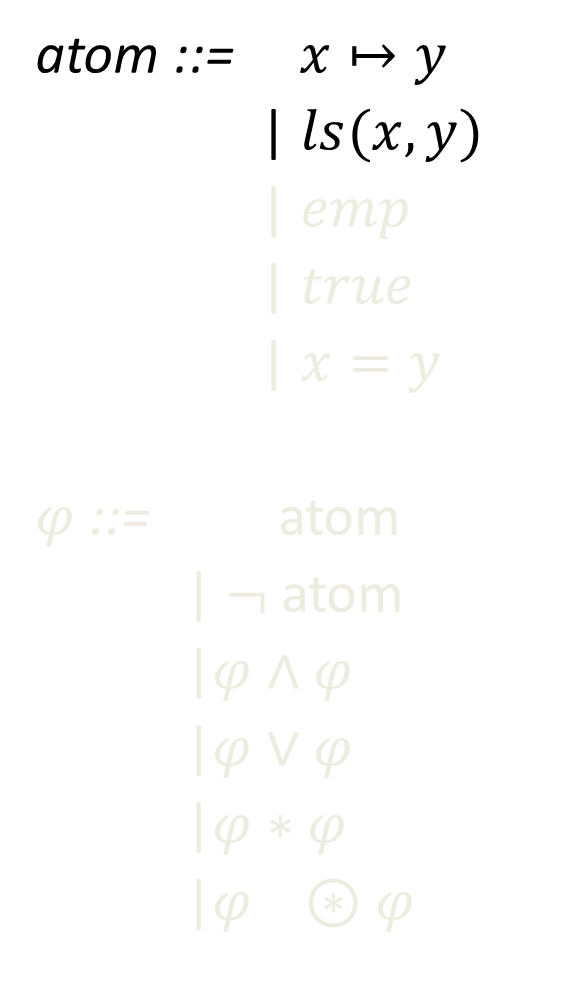 atom ::= x ↦ y
| ls(x, y)
| emp
| true
| x = y
φ ::= atom
| ¬ atom
|φ ∧ φ
|φ ∨ φ
|φ ∗ φ
|φ ⊛ φ